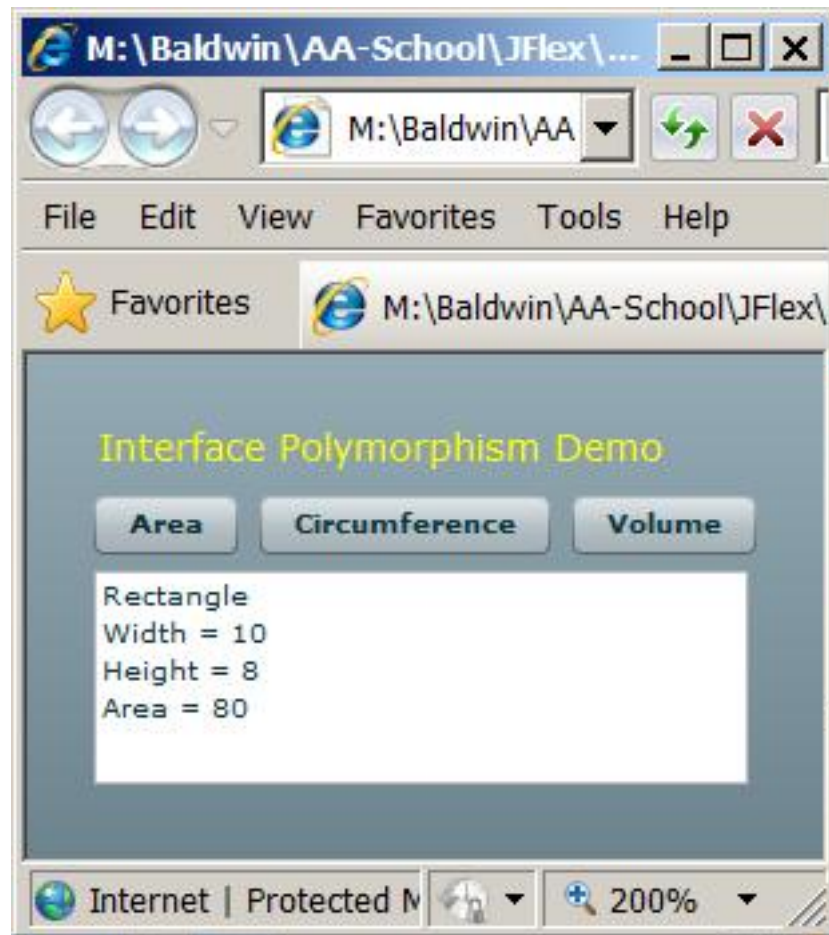 M:\Baldwin\AA-School\JFlex\...
M:\Baldwin\AA
File Edit View Favorites Tools Help
Favorites M:\Baldwin\AA-School\JFlex\
Interface Polymorphism Demo
Area Circumference Volume
Rectangle
Width = 10
Height = 8
Area = 80
Internet | Protected M 200%